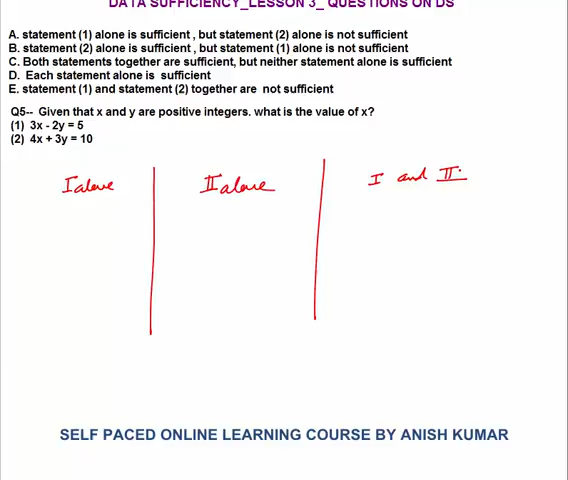 DATA SUFFICIENCY_LESSON 3_ QUESTIONS ON DS
A. statement (1) alone is sufficient , but statement (2) alone is not sufficient
B. statement (2) alone is sufficient , but statement (1) alone is not sufficient
C. Both statements together are sufficient, but neither statement alone is sufficient
D. Each statement alone is sufficient
E. statement (1) and statement (2) together are not sufficient
Q5-- Given that x and y are positive integers. what is the value of x?
(1) 3x - 2y = 5
(2) 4x + 3y = 10
I alone II alone I and II
SELF PACED ONLINE LEARNING COURSE BY ANISH KUMAR